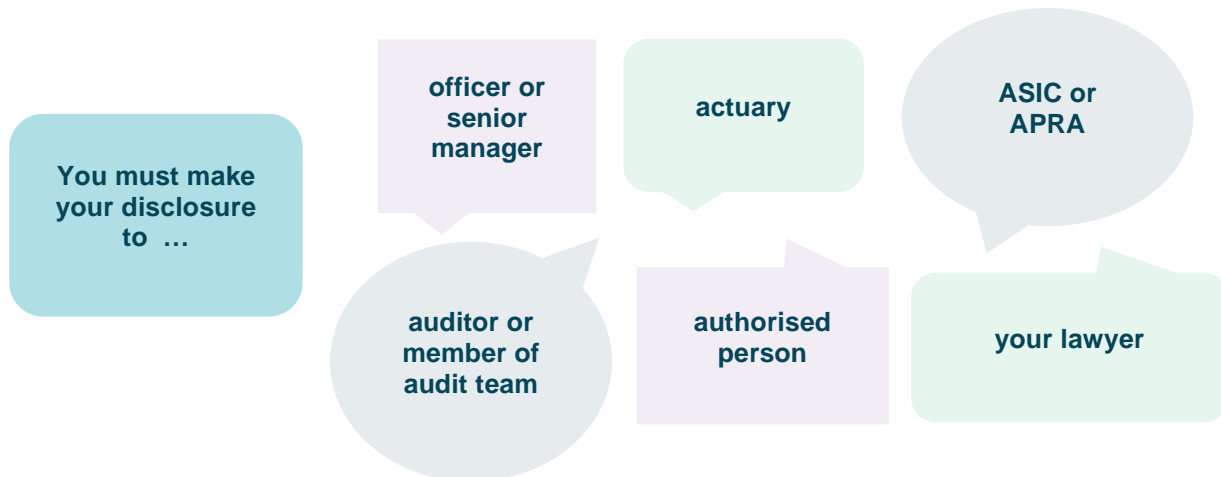 You must make
your disclosure
to …
officer or
senior
manager
actuary
ASIC or
APRA
auditor or
member of
audit team
authorised
person
your lawyer